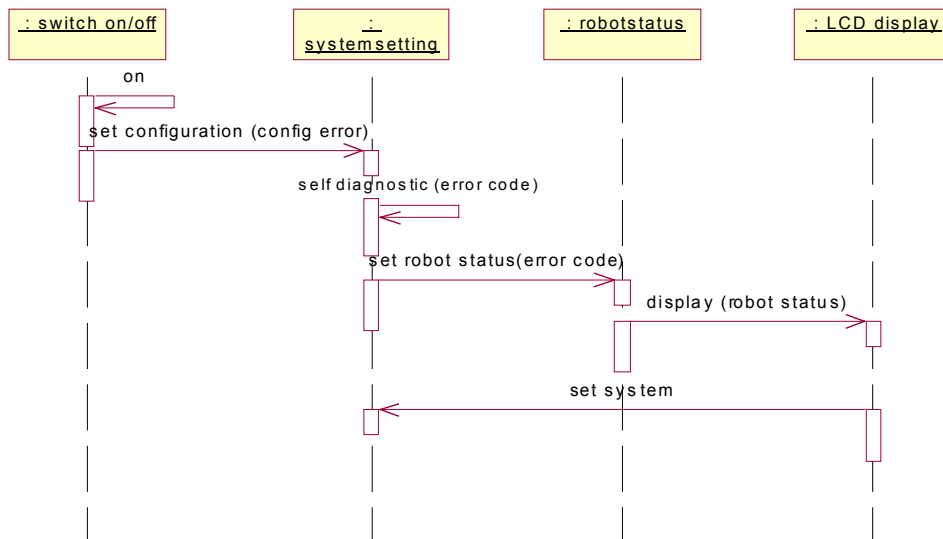 : switch on/off
:
systemsetting
: robotstatus
: LCD display
on
set configuration (config error)
self diagnostic (error code)
set robot status(error code)
display (robot status)
set system